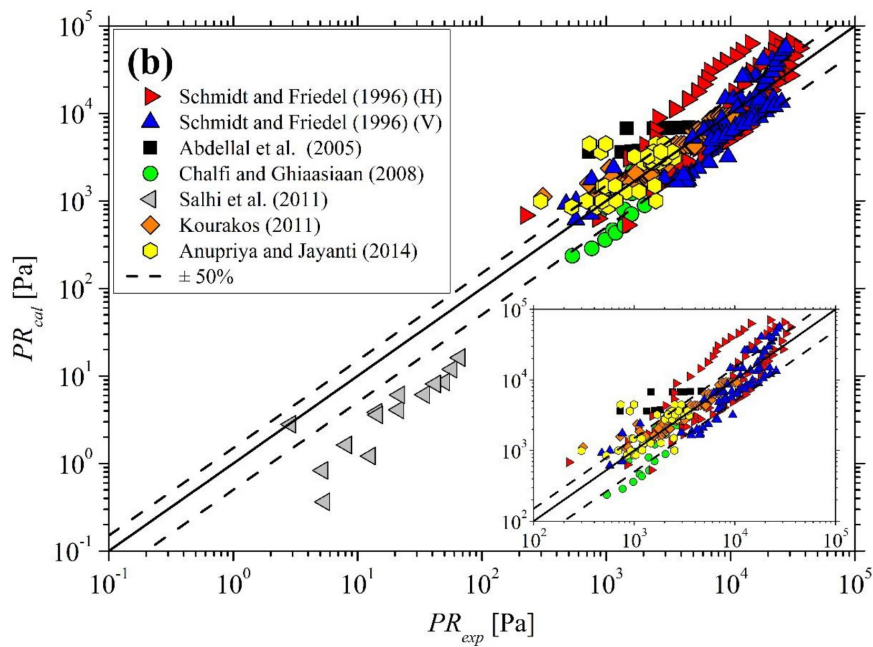 (b)
Schmidt and Friedel (1996) (H)
Schmidt and Friedel (1996) (V)
Abdellal et al. (2005)
Chalfi and Ghiaasiaan (2008)
Salhi et al. (2011)
Kourakos (2011)
Anupriya and Jayanti (2014)
± 50%
PR_cal [Pa]
10^5
10^4
10^3
10^2
10^1
10^0
10^-1
10^5
10^4
10^3
10^2
10^2 10^3 10^4 10^5
10^-1 10^0 10^1 10^2 10^3 10^4 10^5
PR_exp [Pa]